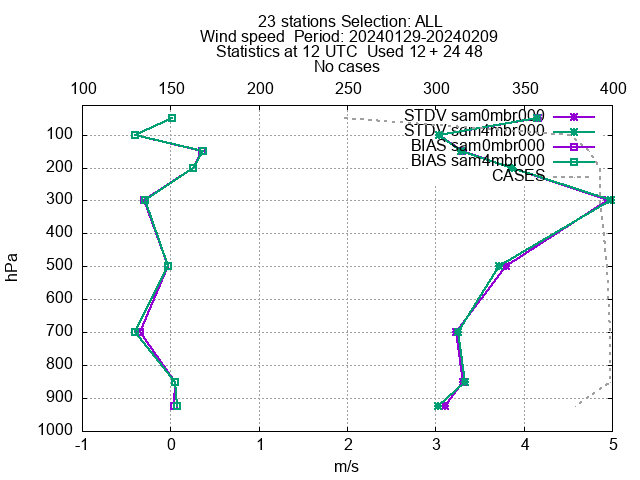 23 stations Selection: ALL
Wind speed  Period: 20240129-20240209
Statistics at 12 UTC  Used 12 + 24 48
No cases
100 150 200 250 300 350 400
STDV sam0mbr000
STDV sam4mbr000
BIAS sam0mbr000
BIAS sam4mbr000
CASES
100
200
300
400
500
600
700
800
900
1000
hPa
-1 0 1 2 3 4 5
m/s